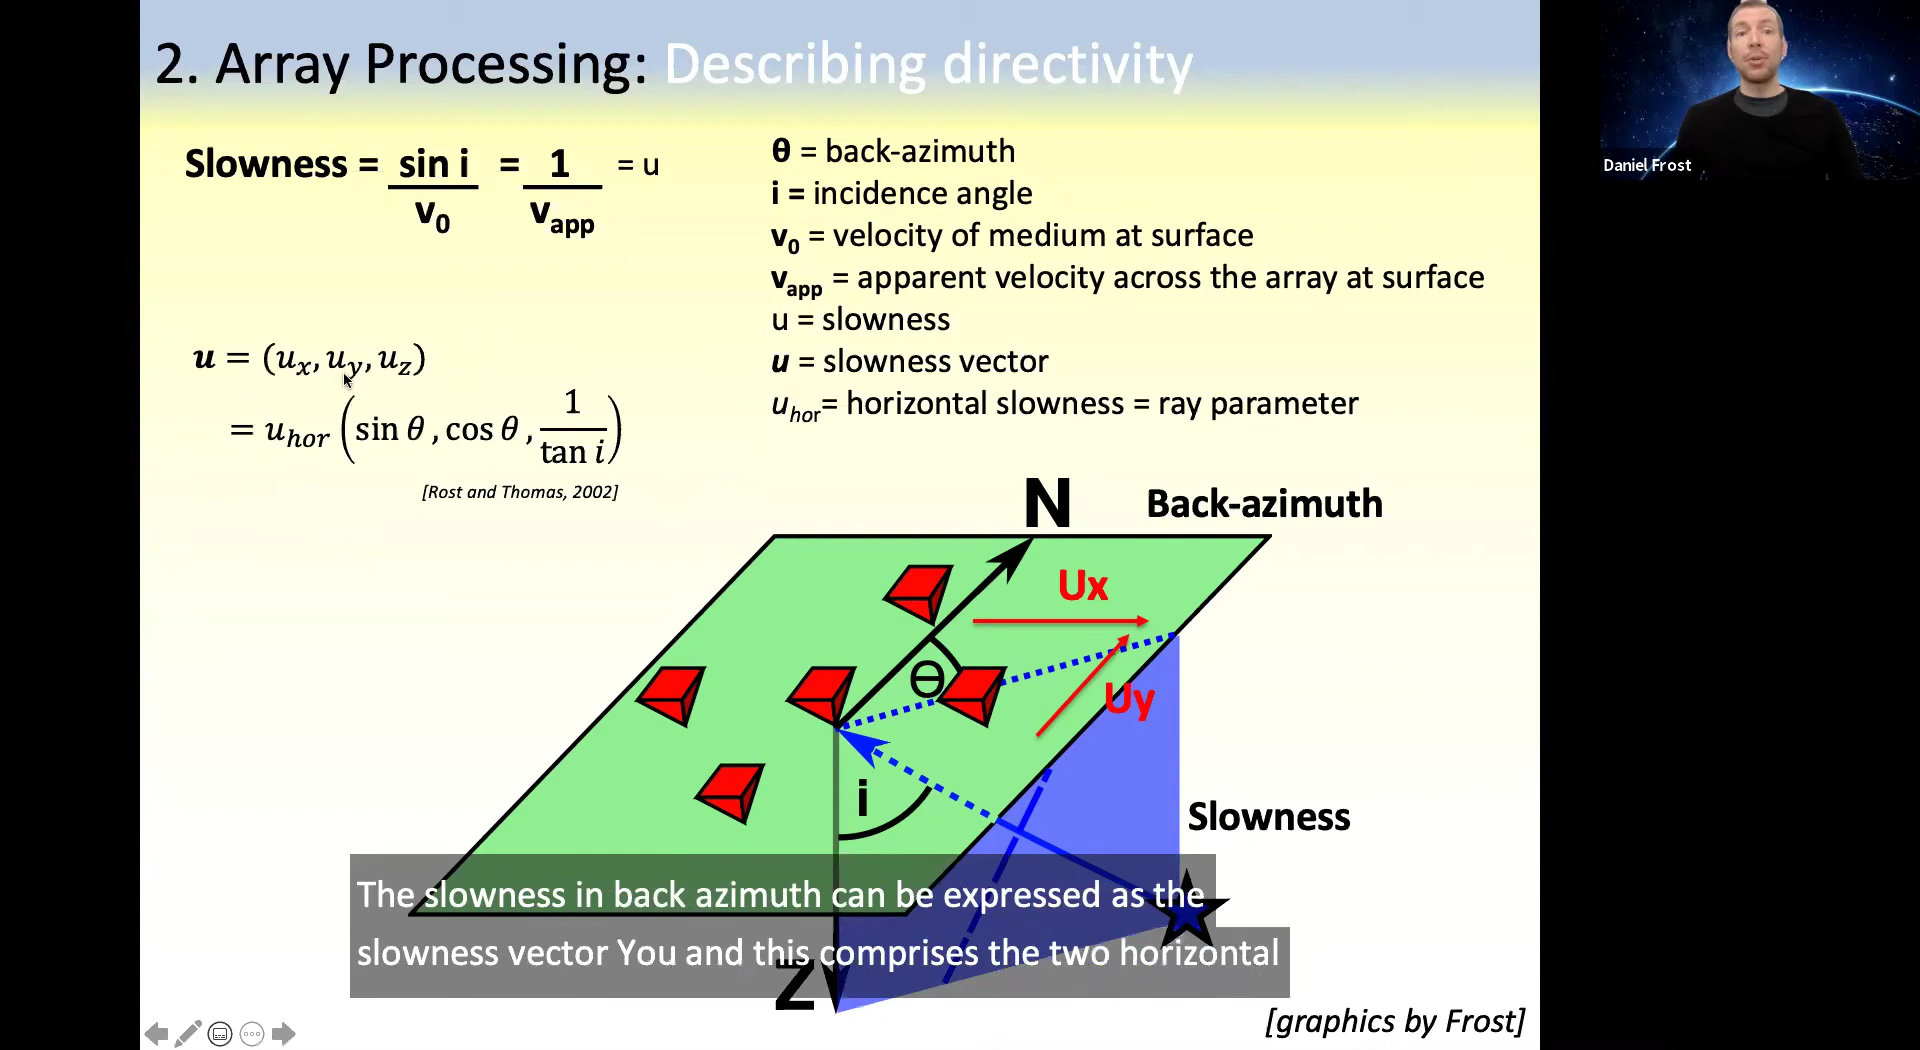 2. Array Processing: Describing directivity
Daniel Frost
Slowness = sin i / v0 = 1 / vapp = u
θ = back-azimuth
i = incidence angle
v0 = velocity of medium at surface
vapp = apparent velocity across the array at surface
u = slowness
u = slowness vector
uhor= horizontal slowness = ray parameter
u = (ux, uy, uz)
= uhor (sin θ , cos θ , 1 / tan i)
[Rost and Thomas, 2002]
N
Back-azimuth
Ux
Θ
Uy
i
Slowness
The slowness in back azimuth can be expressed as the
slowness vector You and this comprises the two horizontal
Z
[graphics by Frost]